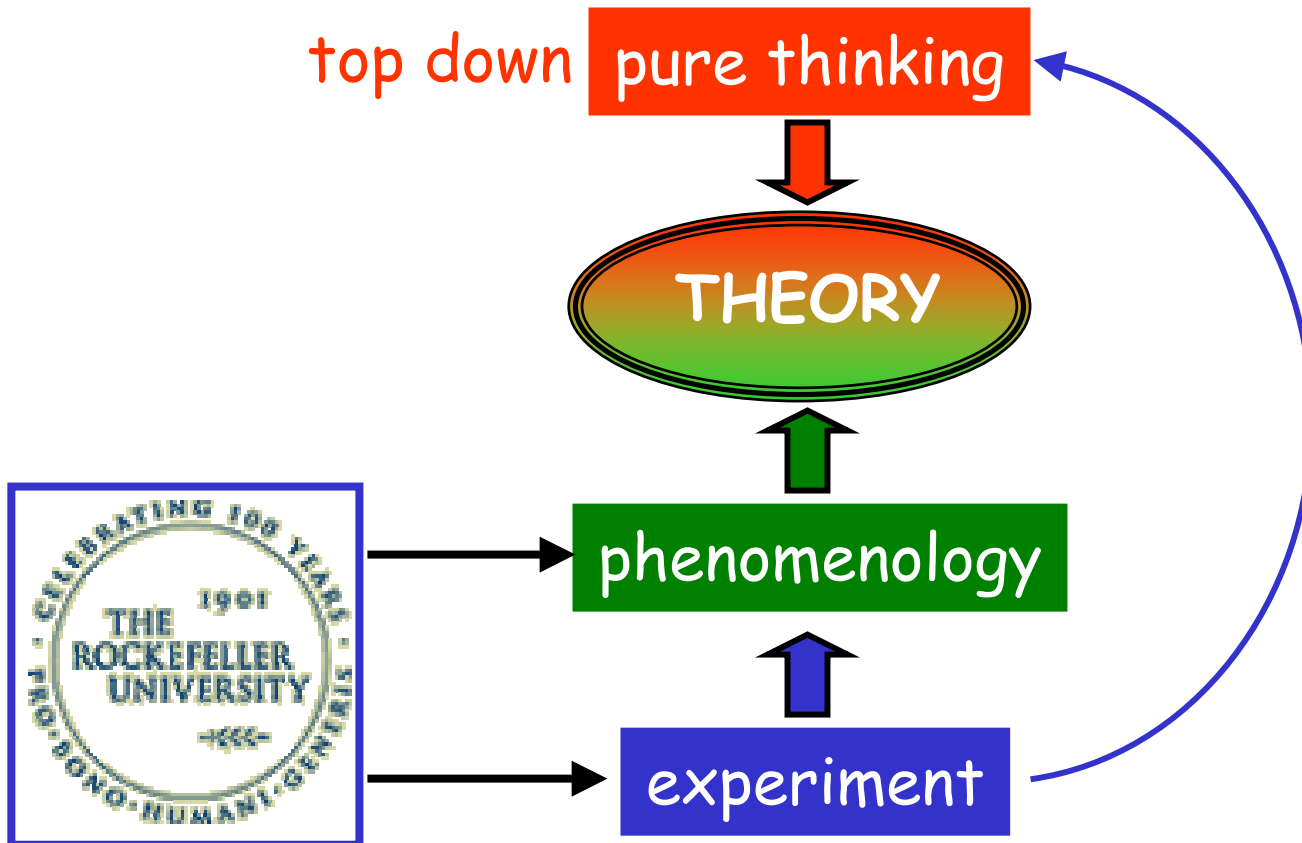 top down
pure thinking
THEORY
phenomenology
experiment
· CELEBRATING 100 YEARS ·
1901
THE
ROCKEFELLER
UNIVERSITY
PRO·BONO·HUMANI·GENERIS